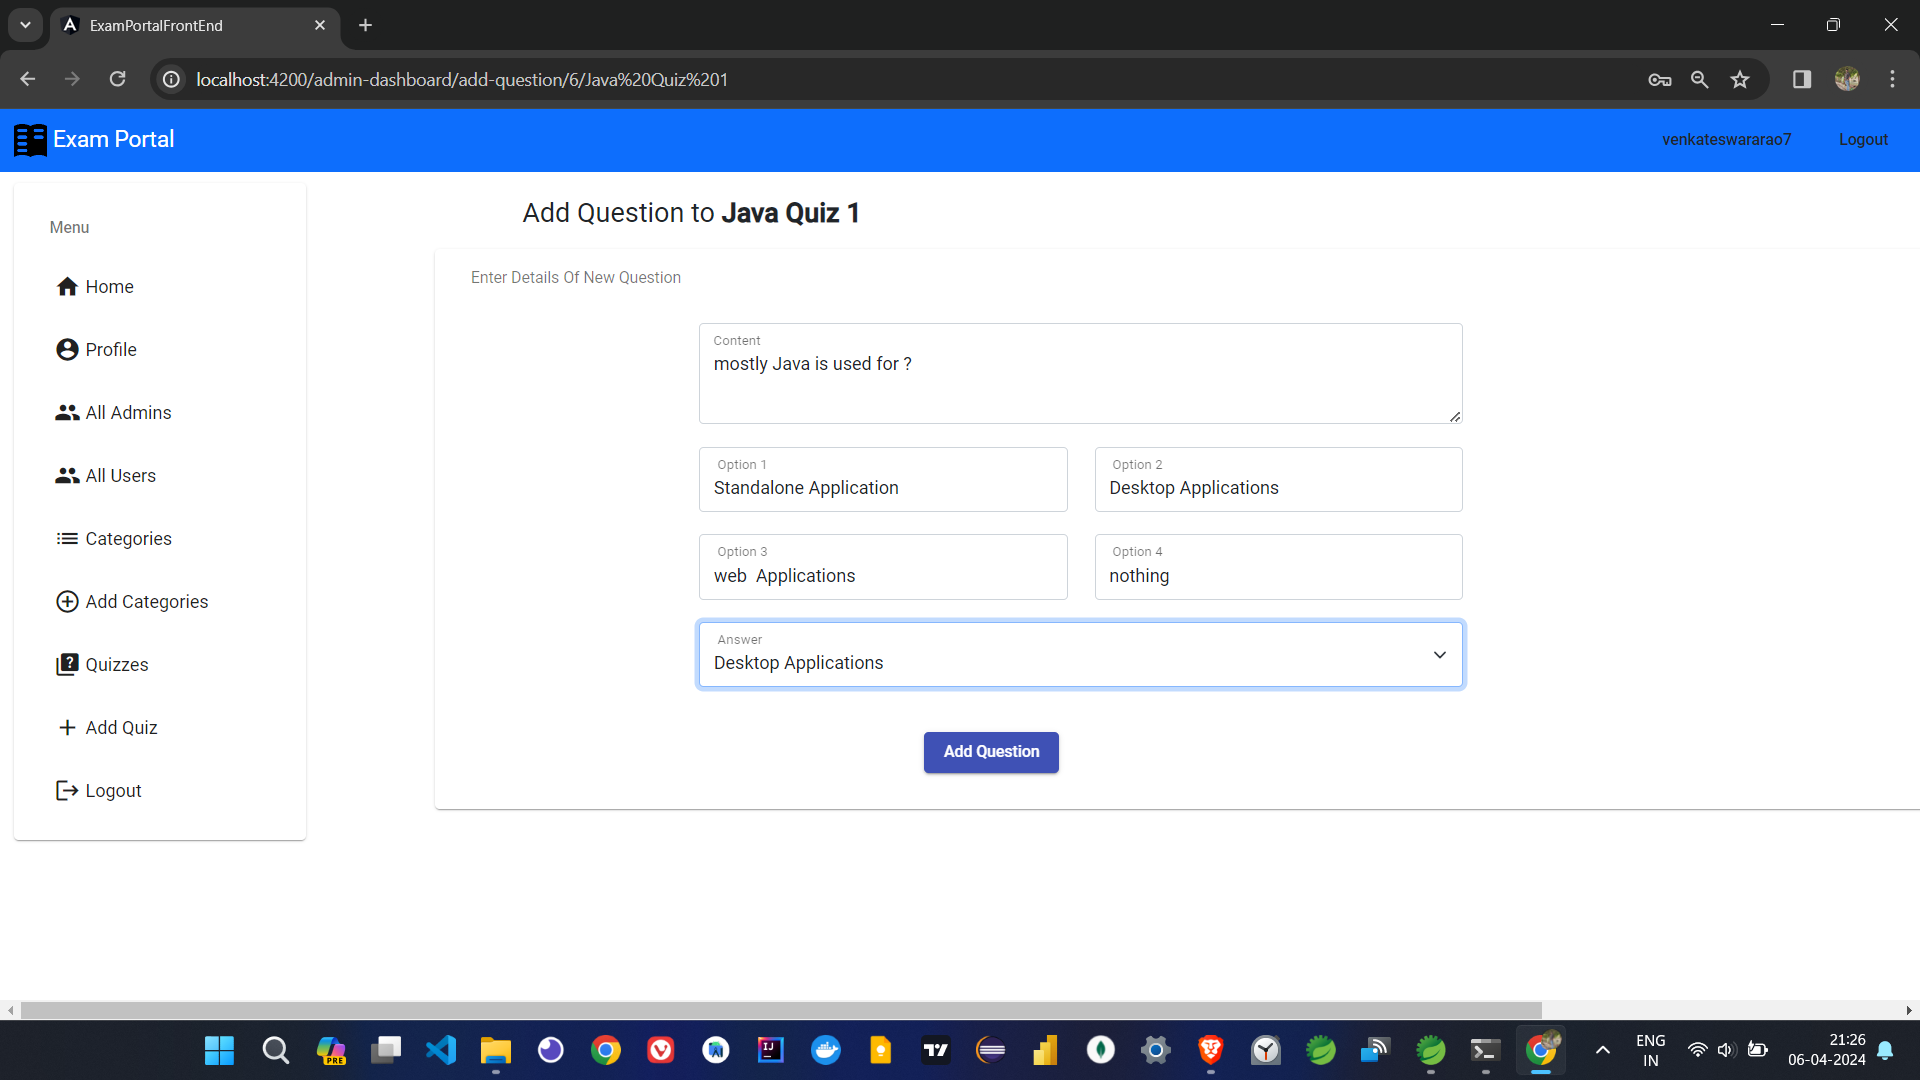 ExamPortalFrontEnd
localhost:4200/admin-dashboard/add-question/6/Java%20Quiz%201
Exam Portal
venkateswararao7
Logout
Menu
Home
Profile
All Admins
All Users
Categories
Add Categories
Quizzes
Add Quiz
Logout
Add Question to Java Quiz 1
Enter Details Of New Question
Content
mostly Java is used for ?
Option 1
Standalone Application
Option 2
Desktop Applications
Option 3
web  Applications
Option 4
nothing
Answer
Desktop Applications
Add Question
PRE
IJ
ENG
IN
21:26
06-04-2024